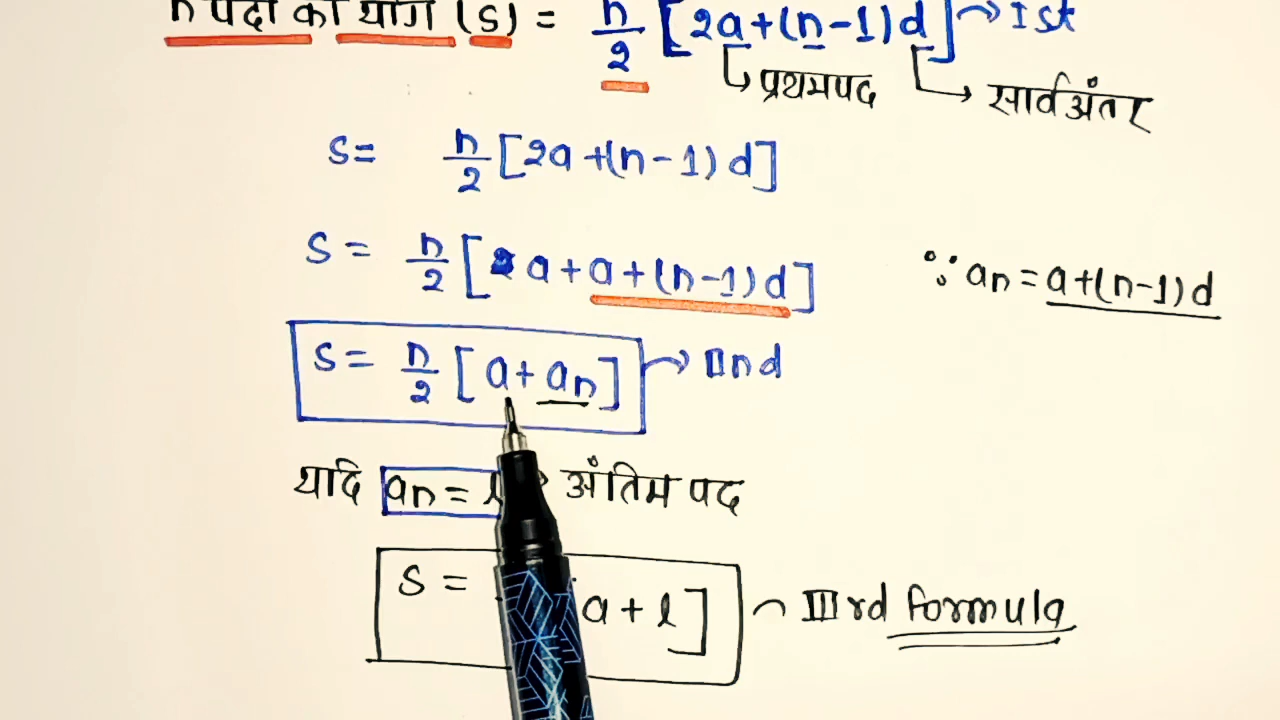 n पदों का योग (S) = n/2 [2a+(n-1)d] → Ist
प्रथमपद सार्वअंतर
S = n/2 [2a+(n-1)d]
S = n/2 [a+a+(n-1)d] ∵ an = a+(n-1)d
S = n/2 [a+an] → IInd
यदि an = l → अंतिम पद
S = a+l] IIIrd formula